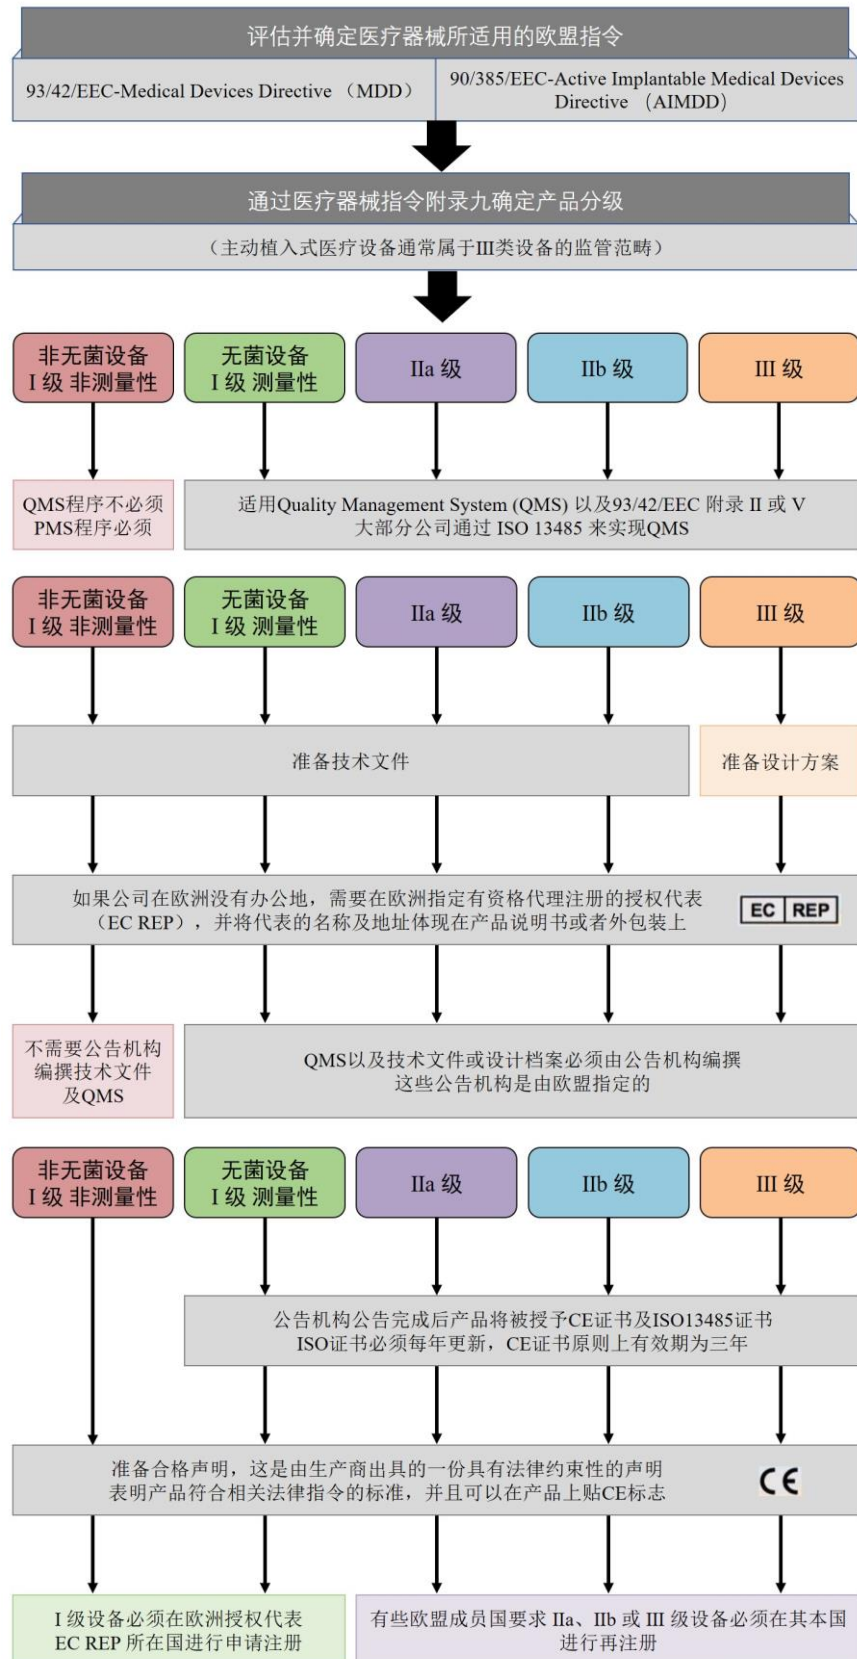 评估并确定医疗器械所适用的欧盟指令
93/42/EEC-Medical Devices Directive （MDD）
90/385/EEC-Active Implantable Medical Devices
Directive （AIMDD）
通过医疗器械指令附录九确定产品分级
（主动植入式医疗设备通常属于III类设备的监管范畴）
非无菌设备
I 级 非测量性
无菌设备
I 级 测量性
IIa 级
IIb 级
III 级
QMS程序不必须
PMS程序必须
适用Quality Management System (QMS) 以及93/42/EEC 附录 II 或 V
大部分公司通过 ISO 13485 来实现QMS
非无菌设备
I 级 非测量性
无菌设备
I 级 测量性
IIa 级
IIb 级
III 级
准备技术文件
准备设计方案
如果公司在欧洲没有办公地，需要在欧洲指定有资格代理注册的授权代表
（EC REP），并将代表的名称及地址体现在产品说明书或者外包装上
EC REP
不需要公告机构
编撰技术文件
及QMS
QMS以及技术文件或设计档案必须由公告机构编撰
这些公告机构是由欧盟指定的
非无菌设备
I 级 非测量性
无菌设备
I 级 测量性
IIa 级
IIb 级
III 级
公告机构公告完成后产品将被授予CE证书及ISO13485证书
ISO证书必须每年更新，CE证书原则上有效期为三年
准备合格声明，这是由生产商出具的一份具有法律约束性的声明
表明产品符合相关法律指令的标准，并且可以在产品上贴CE标志
CE
I 级设备必须在欧洲授权代表
EC REP 所在国进行申请注册
有些欧盟成员国要求 IIa、IIb 或 III 级设备必须在其本国
进行再注册